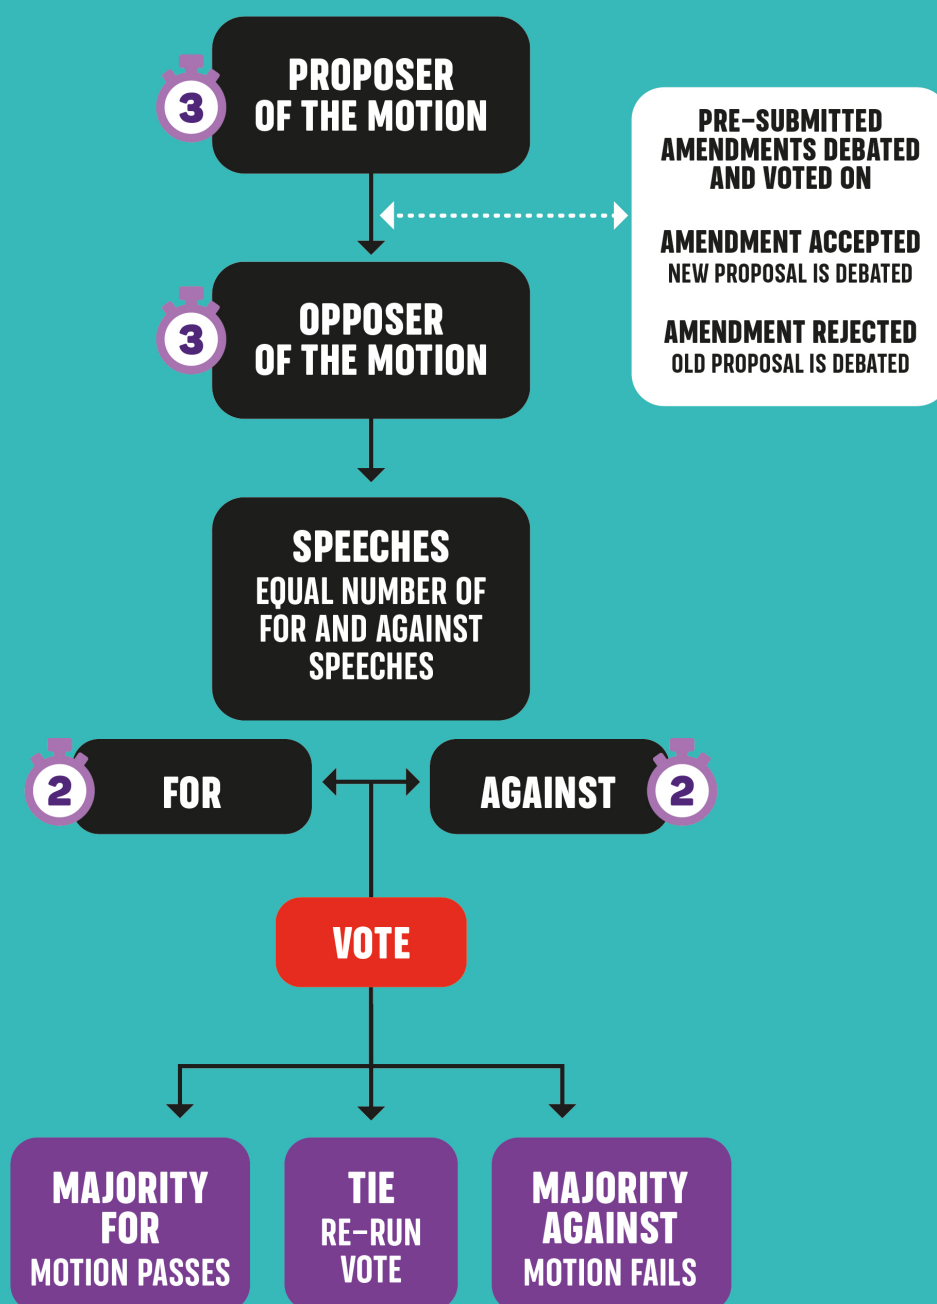 3
PROPOSER
OF THE MOTION
PRE-SUBMITTED
AMENDMENTS DEBATED
AND VOTED ON
AMENDMENT ACCEPTED
NEW PROPOSAL IS DEBATED
AMENDMENT REJECTED
OLD PROPOSAL IS DEBATED
3
OPPOSER
OF THE MOTION
SPEECHES
EQUAL NUMBER OF
FOR AND AGAINST
SPEECHES
2
FOR
AGAINST
2
VOTE
MAJORITY
FOR
MOTION PASSES
TIE
RE-RUN
VOTE
MAJORITY
AGAINST
MOTION FAILS